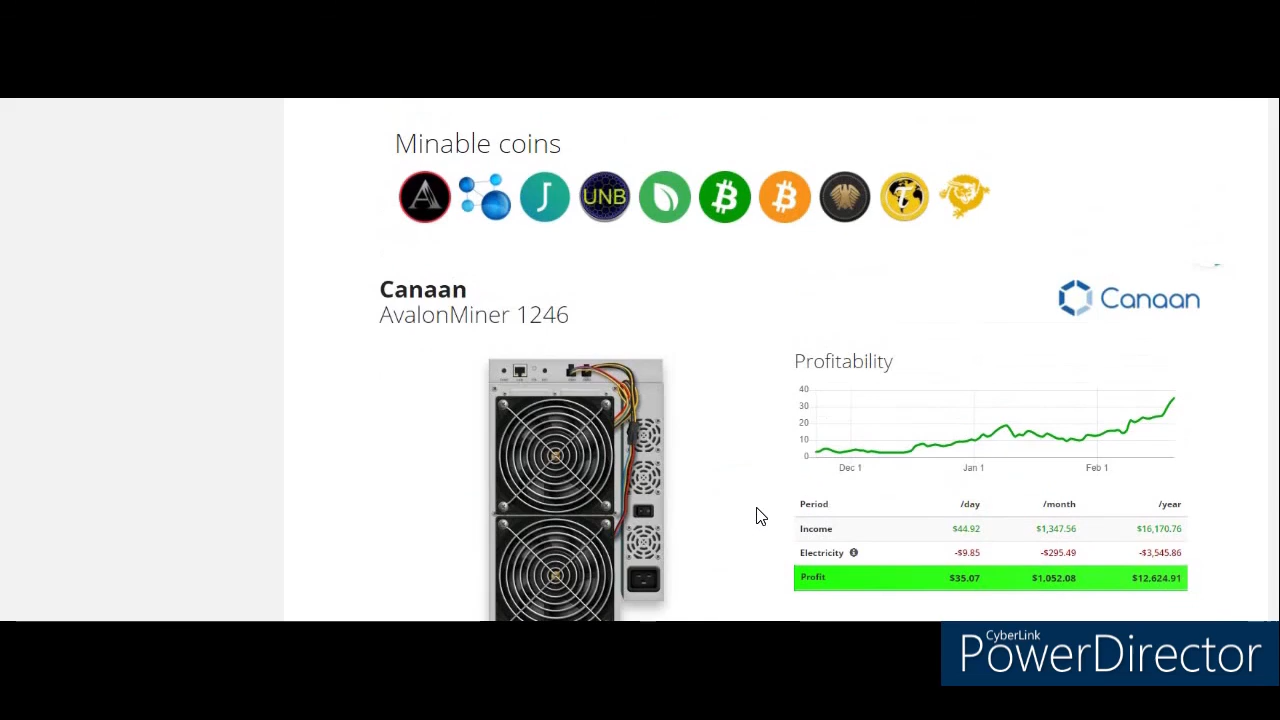 Minable coins
UNB
Canaan
AvalonMiner 1246
Canaan
Profitability
40
30
20
10
0
Dec 1 Jan 1 Feb 1
Period /day /month /year
Income $44.92 $1,347.56 $16,170.76
Electricity -$9.85 -$295.49 -$3,545.86
Profit $35.07 $1,052.08 $12,624.91
CyberLink
PowerDirector